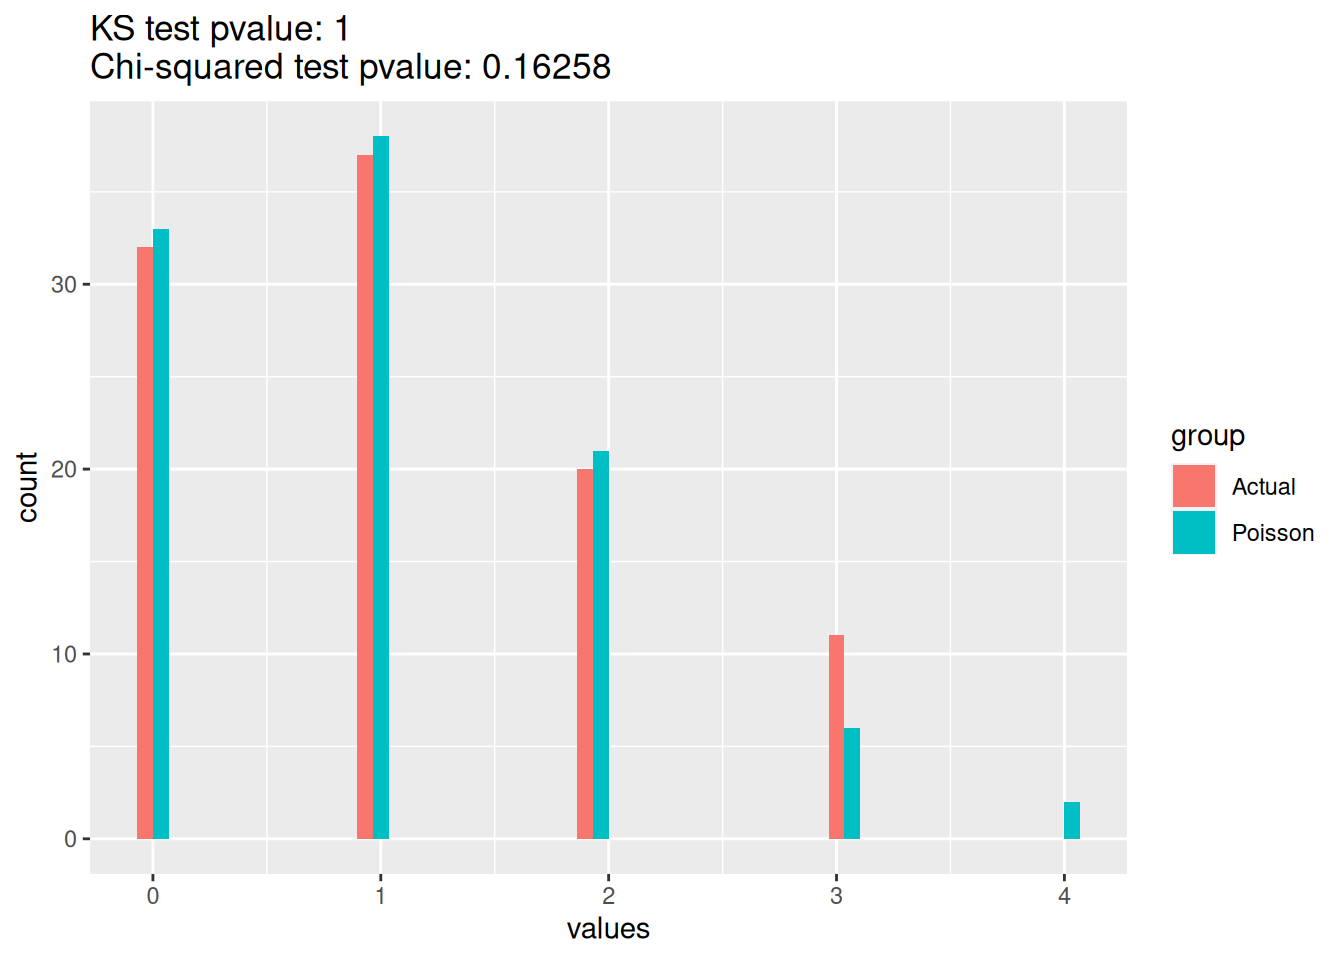 KS test pvalue: 1
Chi-squared test pvalue: 0.16258
count
30
20
10
0
0 1 2 3 4
values
group
Actual
Poisson